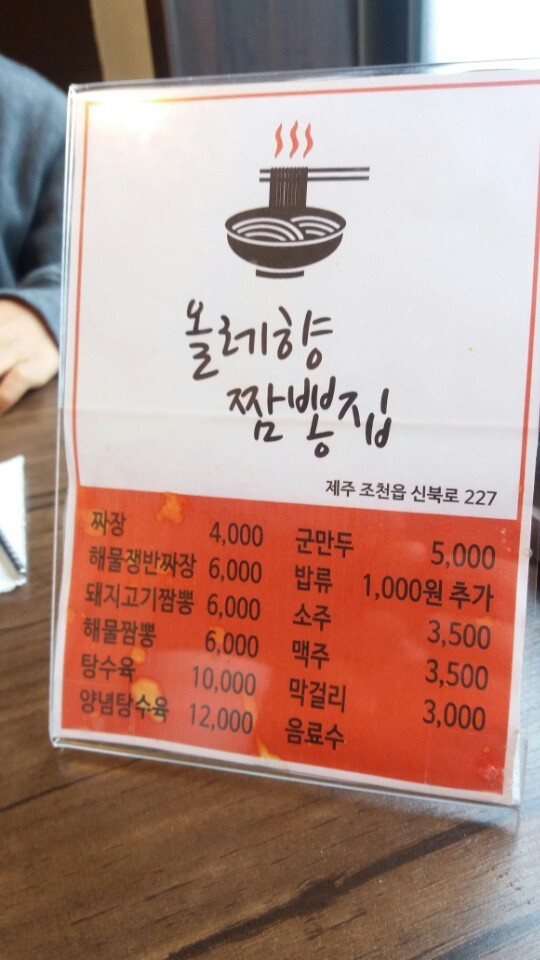 올레향
짬뽕집
제주 조천읍 신북로 227
짜장 4,000
해물쟁반짜장 6,000
돼지고기짬뽕 6,000
해물짬뽕 6,000
탕수육 10,000
양념탕수육 12,000
군만두 5,000
밥류 1,000원 추가
소주 3,500
맥주 3,500
막걸리 3,000
음료수